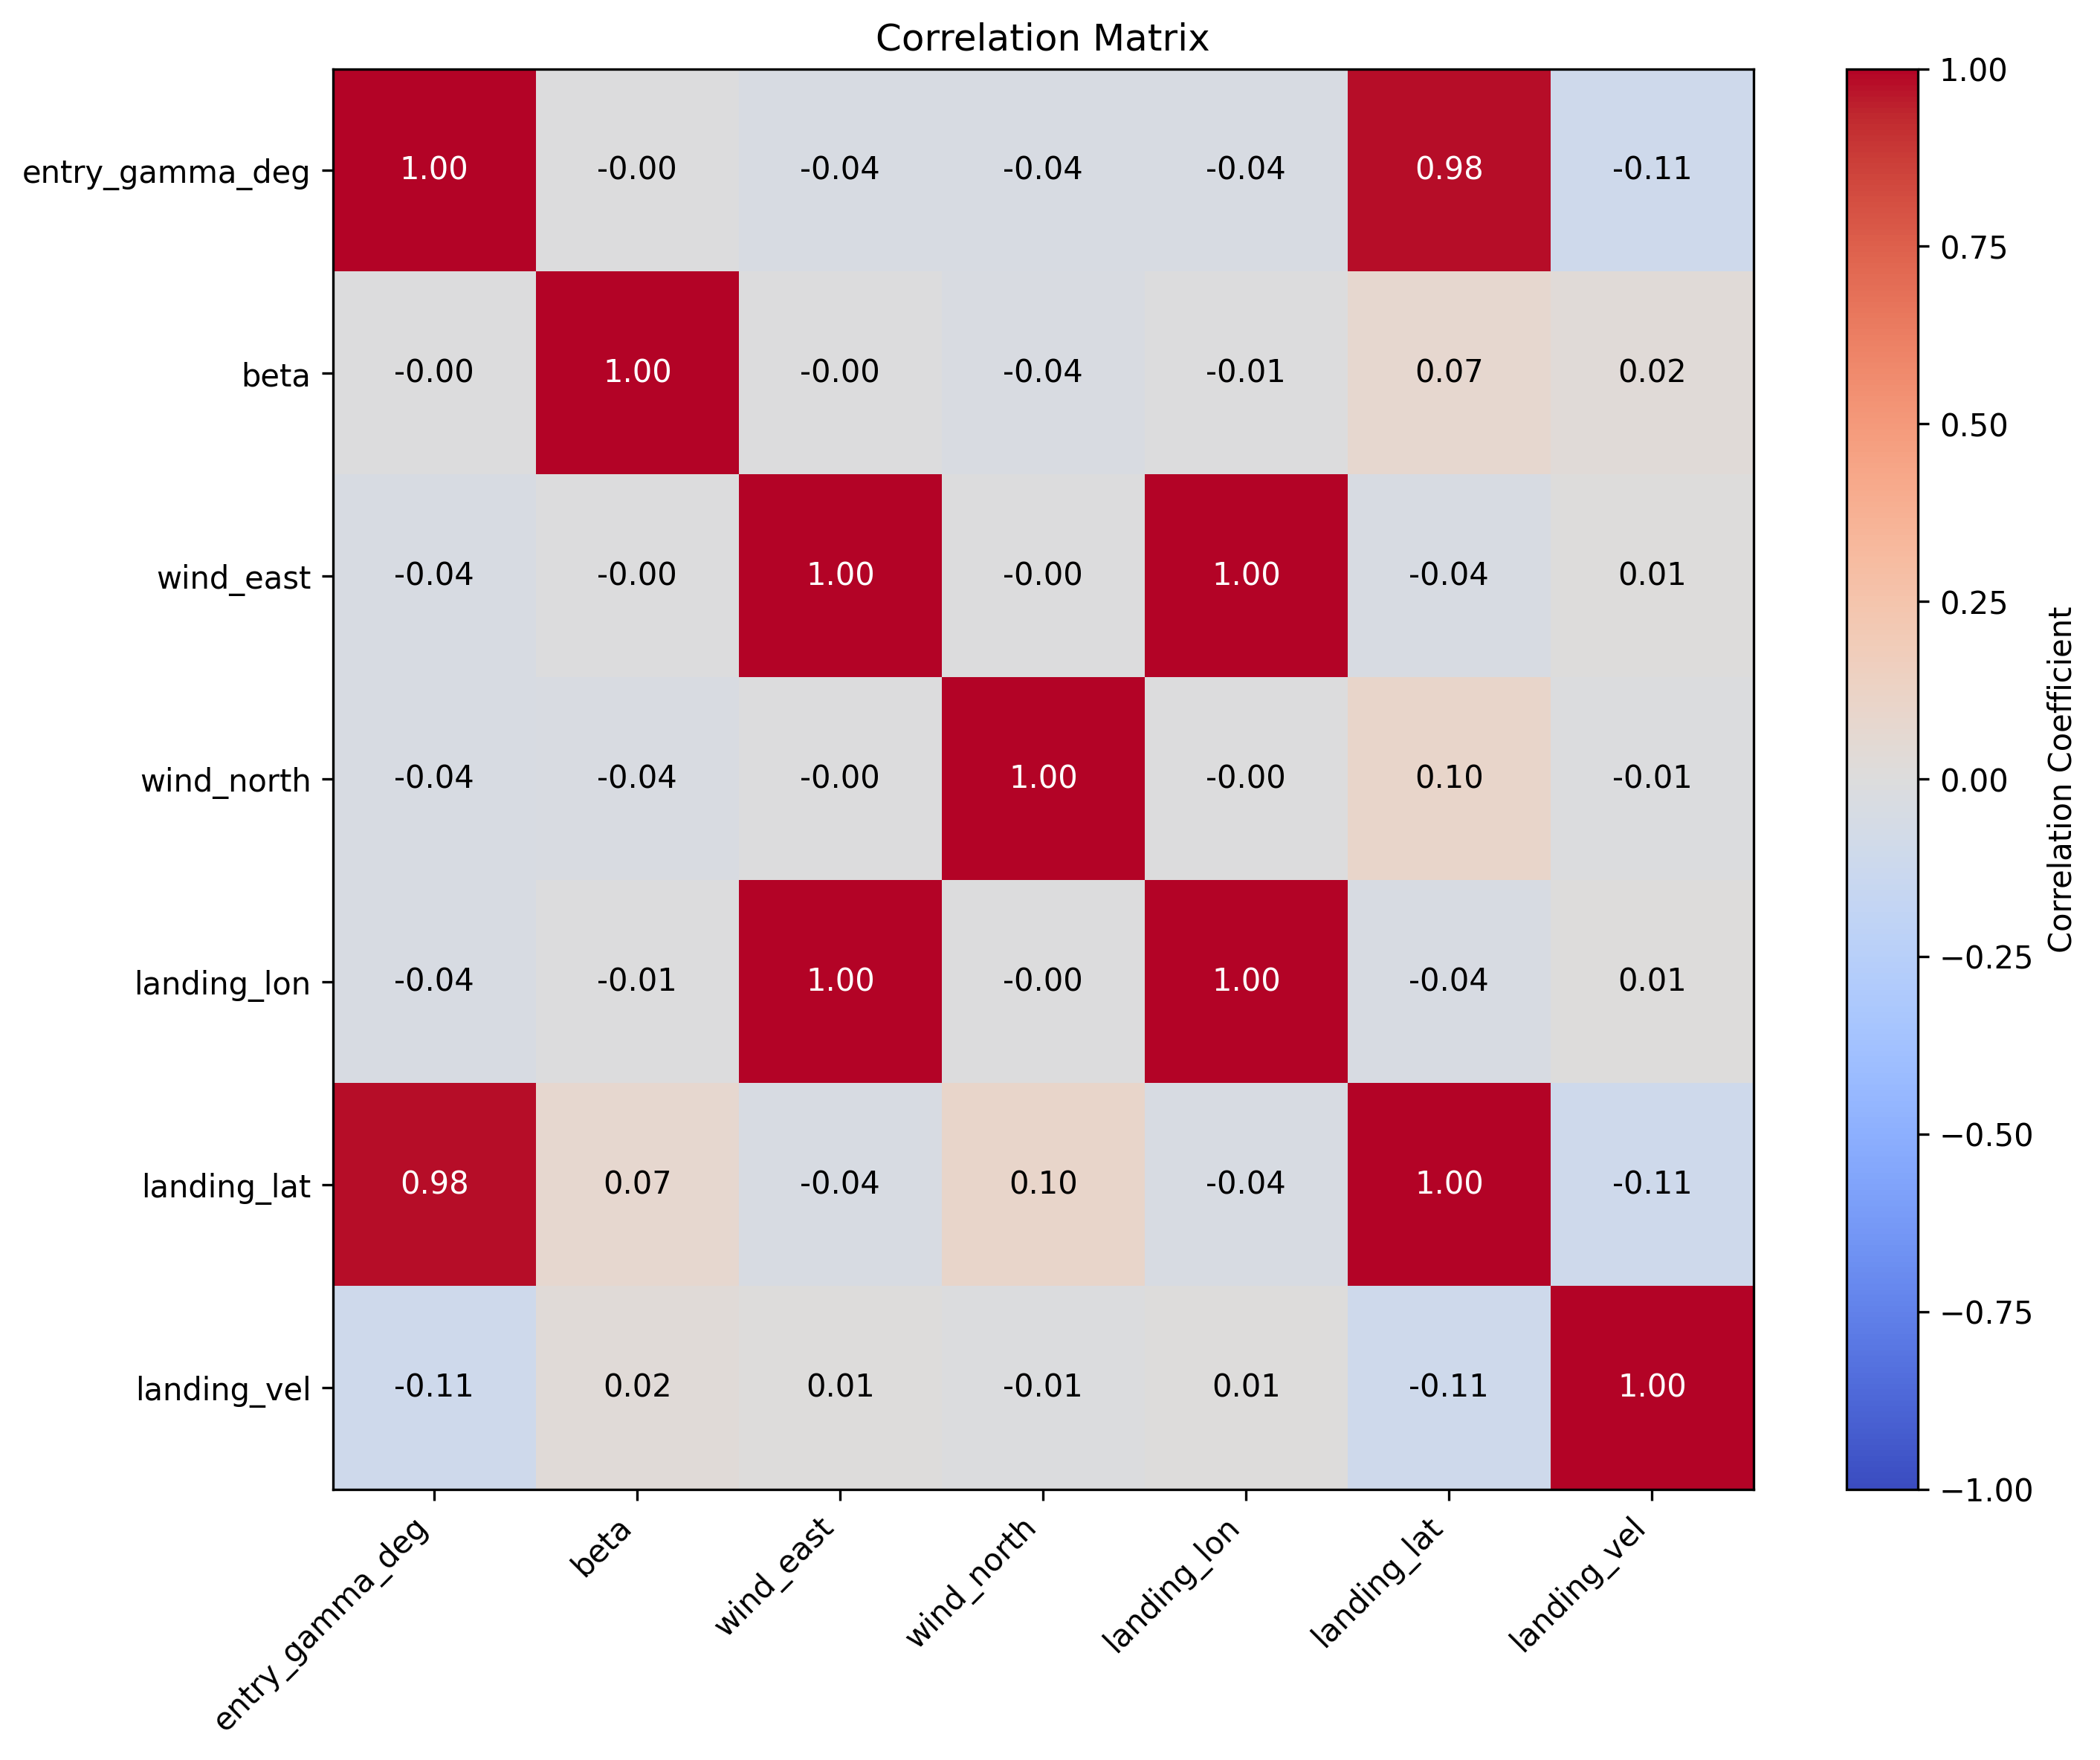 Correlation Matrix
entry_gamma_deg 1.00 -0.00 -0.04 -0.04 -0.04 0.98 -0.11
beta -0.00 1.00 -0.00 -0.04 -0.01 0.07 0.02
wind_east -0.04 -0.00 1.00 -0.00 1.00 -0.04 0.01
wind_north -0.04 -0.04 -0.00 1.00 -0.00 0.10 -0.01
landing_lon -0.04 -0.01 1.00 -0.00 1.00 -0.04 0.01
landing_lat 0.98 0.07 -0.04 0.10 -0.04 1.00 -0.11
landing_vel -0.11 0.02 0.01 -0.01 0.01 -0.11 1.00
entry_gamma_deg beta wind_east wind_north landing_lon landing_lat landing_vel
1.00
0.75
0.50
0.25
0.00
−0.25
−0.50
−0.75
−1.00
Correlation Coefficient